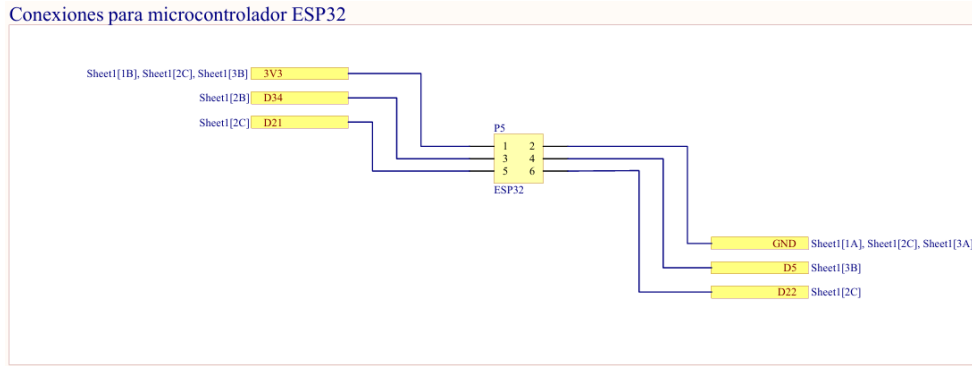 Conexiones para microcontrolador ESP32
Sheet1[1B], Sheet1[2C], Sheet1[3B] 3V3
Sheet1[2B] D34
Sheet1[2C] D21
P5
1 2
3 4
5 6
ESP32
GND Sheet1[1A], Sheet1[2C], Sheet1[3A]
D5 Sheet1[3B]
D22 Sheet1[2C]